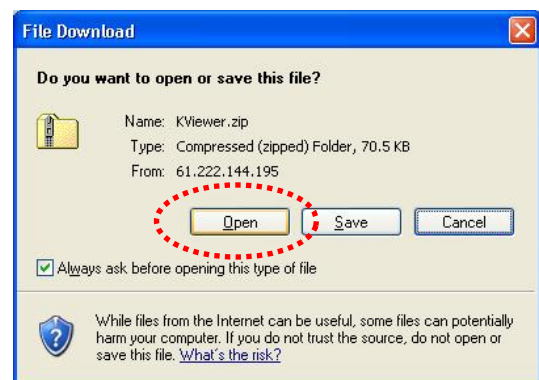 File Download
Do you want to open or save this file?
Name: KViewer.zip
Type: Compressed (zipped) Folder, 70.5 KB
From: 61.222.144.195
Open Save Cancel
Always ask before opening this type of file
While files from the Internet can be useful, some files can potentially
harm your computer. If you do not trust the source, do not open or
save this file. What's the risk?